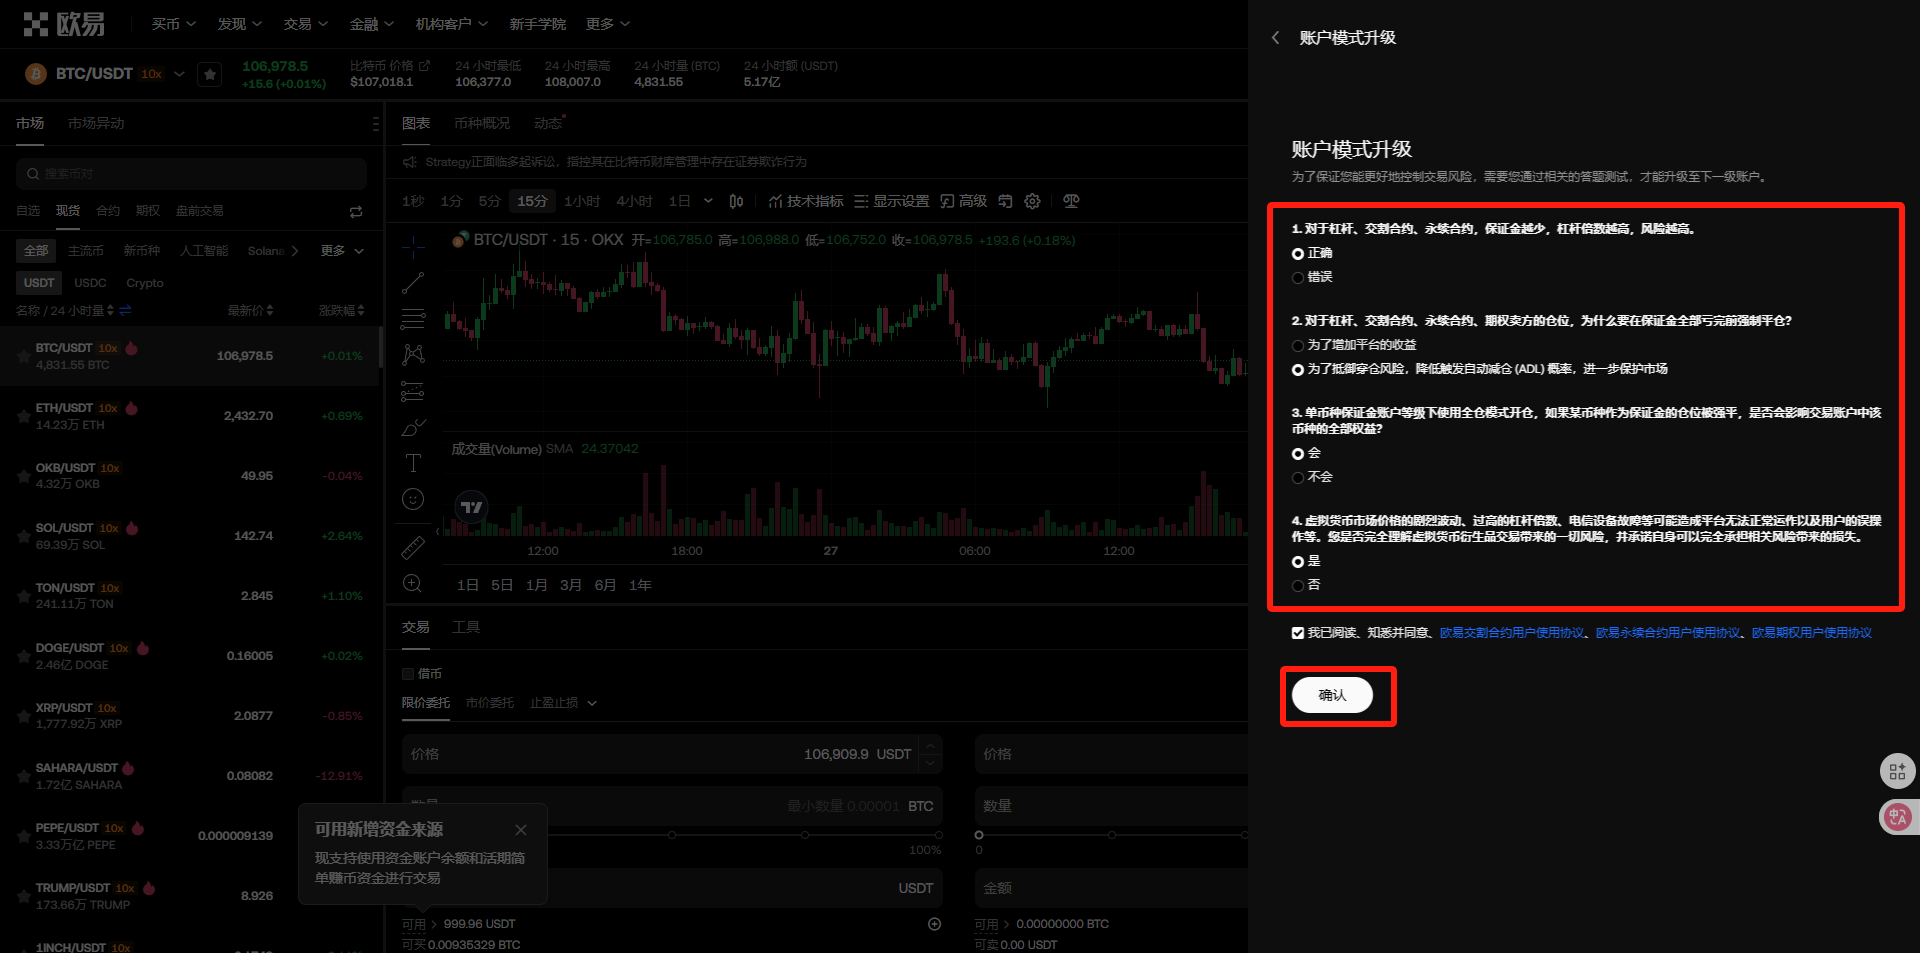 欧易
买币
发现
交易
金融
机构客户
新手学院
更多
BTC/USDT 10x
106,978.5
+15.6 (+0.01%)
比特币 价格
$107,018.1
24 小时最低
106,377.0
24 小时最高
108,007.0
24 小时量 (BTC)
4,831.55
24 小时额 (USDT)
5.17亿
市场
市场异动
搜索币对
自选 现货 合约 期权 盘前交易
全部 主流币 新币种 人工智能 Solana 更多
USDT USDC Crypto
名称 / 24 小时量 最新价 涨跌幅
BTC/USDT 10x
4,831.55 BTC
106,978.5
+0.01%
ETH/USDT 10x
14.23万 ETH
2,432.70
+0.69%
OKB/USDT 10x
4.32万 OKB
49.95
-0.04%
SOL/USDT 10x
69.39万 SOL
142.74
+2.64%
TON/USDT 10x
241.11万 TON
2.845
+1.10%
DOGE/USDT 10x
2.46亿 DOGE
0.16005
+0.02%
XRP/USDT 10x
1,777.92万 XRP
2.0877
-0.85%
SAHARA/USDT
1.72亿 SAHARA
0.08082
-12.91%
PEPE/USDT 10x
3.33万亿 PEPE
0.000009139
TRUMP/USDT 10x
173.66万 TRUMP
8.926
1INCH/USDT 10x
图表 币种概况 动态
Strategy正面临多起诉讼，指控其在比特币财库管理中存在证券欺诈行为
1秒 1分 5分 15分 1小时 4小时 1日 技术指标 显示设置 高级
BTC/USDT · 15 · OKX 开=106,785.0 高=106,988.0 低=106,752.0 收=106,978.5 +193.6 (+0.18%)
成交量(Volume) SMA 24.37042
12:00 18:00 27 06:00 12:00
1日 5日 1月 3月 6月 1年
交易 工具
借币
限价委托 市价委托 止盈止损
价格 106,909.9 USDT
价格
数量 最小数量 0.00001 BTC
数量
100%
0
USDT
金额
可用 999.96 USDT
可用 0.00000000 BTC
可买 0.00935329 BTC
可卖 0.00 USDT
可用新增资金来源
现支持使用资金账户余额和活期简
单赚币资金进行交易
账户模式升级
账户模式升级
为了保证您能更好地控制交易风险，需要您通过相关的答题测试，才能升级至下一级账户。
1. 对于杠杆、交割合约、永续合约，保证金越少，杠杆倍数越高，风险越高。
正确
错误
2. 对于杠杆、交割合约、永续合约、期权卖方的仓位，为什么要在保证金全部亏完前强制平仓？
为了增加平台的收益
为了抵御穿仓风险，降低触发自动减仓 (ADL) 概率，进一步保护市场
3. 单币种保证金账户等级下使用全仓模式开仓，如果某币种作为保证金的仓位被强平，是否会影响交易账户中该
币种的全部权益？
会
不会
4. 虚拟货币市场价格的剧烈波动、过高的杠杆倍数、电信设备故障等可能造成平台无法正常运作以及用户的误操
作等。您是否完全理解虚拟货币衍生品交易带来的一切风险，并承诺自身可以完全承担相关风险带来的损失。
是
否
我已阅读、知悉并同意、欧易交割合约用户使用协议、欧易永续合约用户使用协议、欧易期权用户使用协议
确认